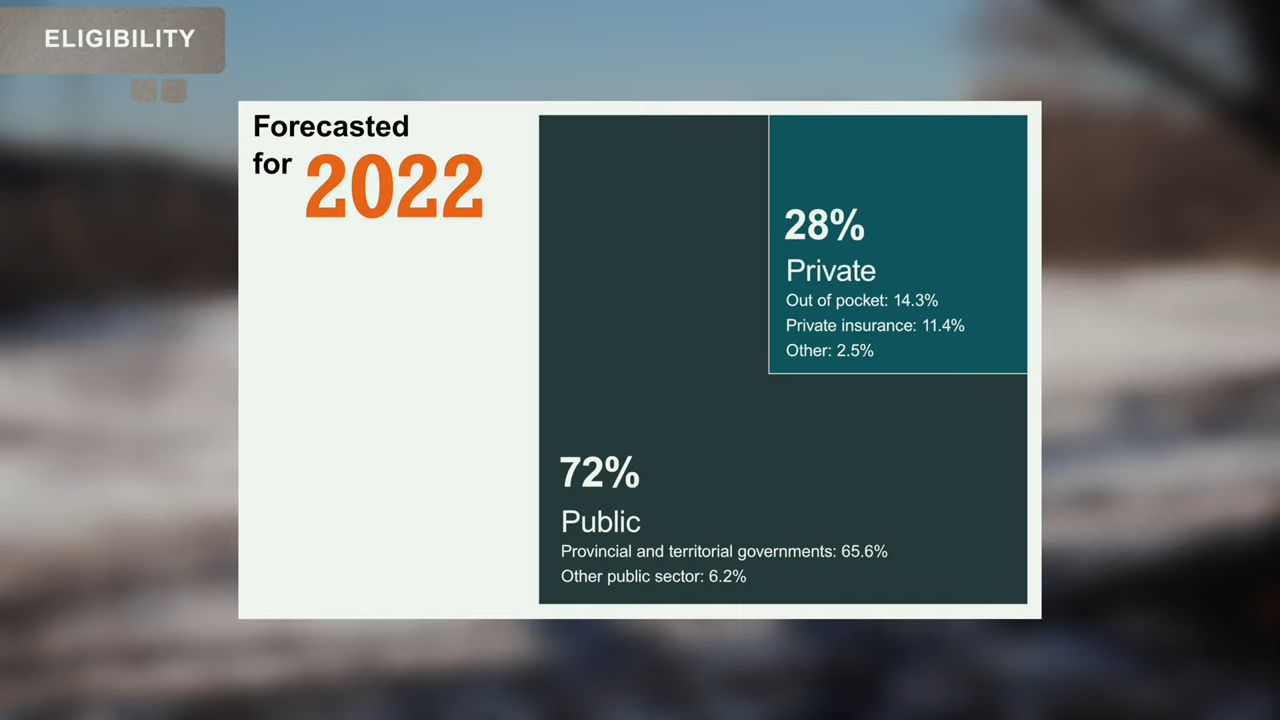 ELIGIBILITY
Forecasted
for 2022
28%
Private
Out of pocket: 14.3%
Private insurance: 11.4%
Other: 2.5%
72%
Public
Provincial and territorial governments: 65.6%
Other public sector: 6.2%